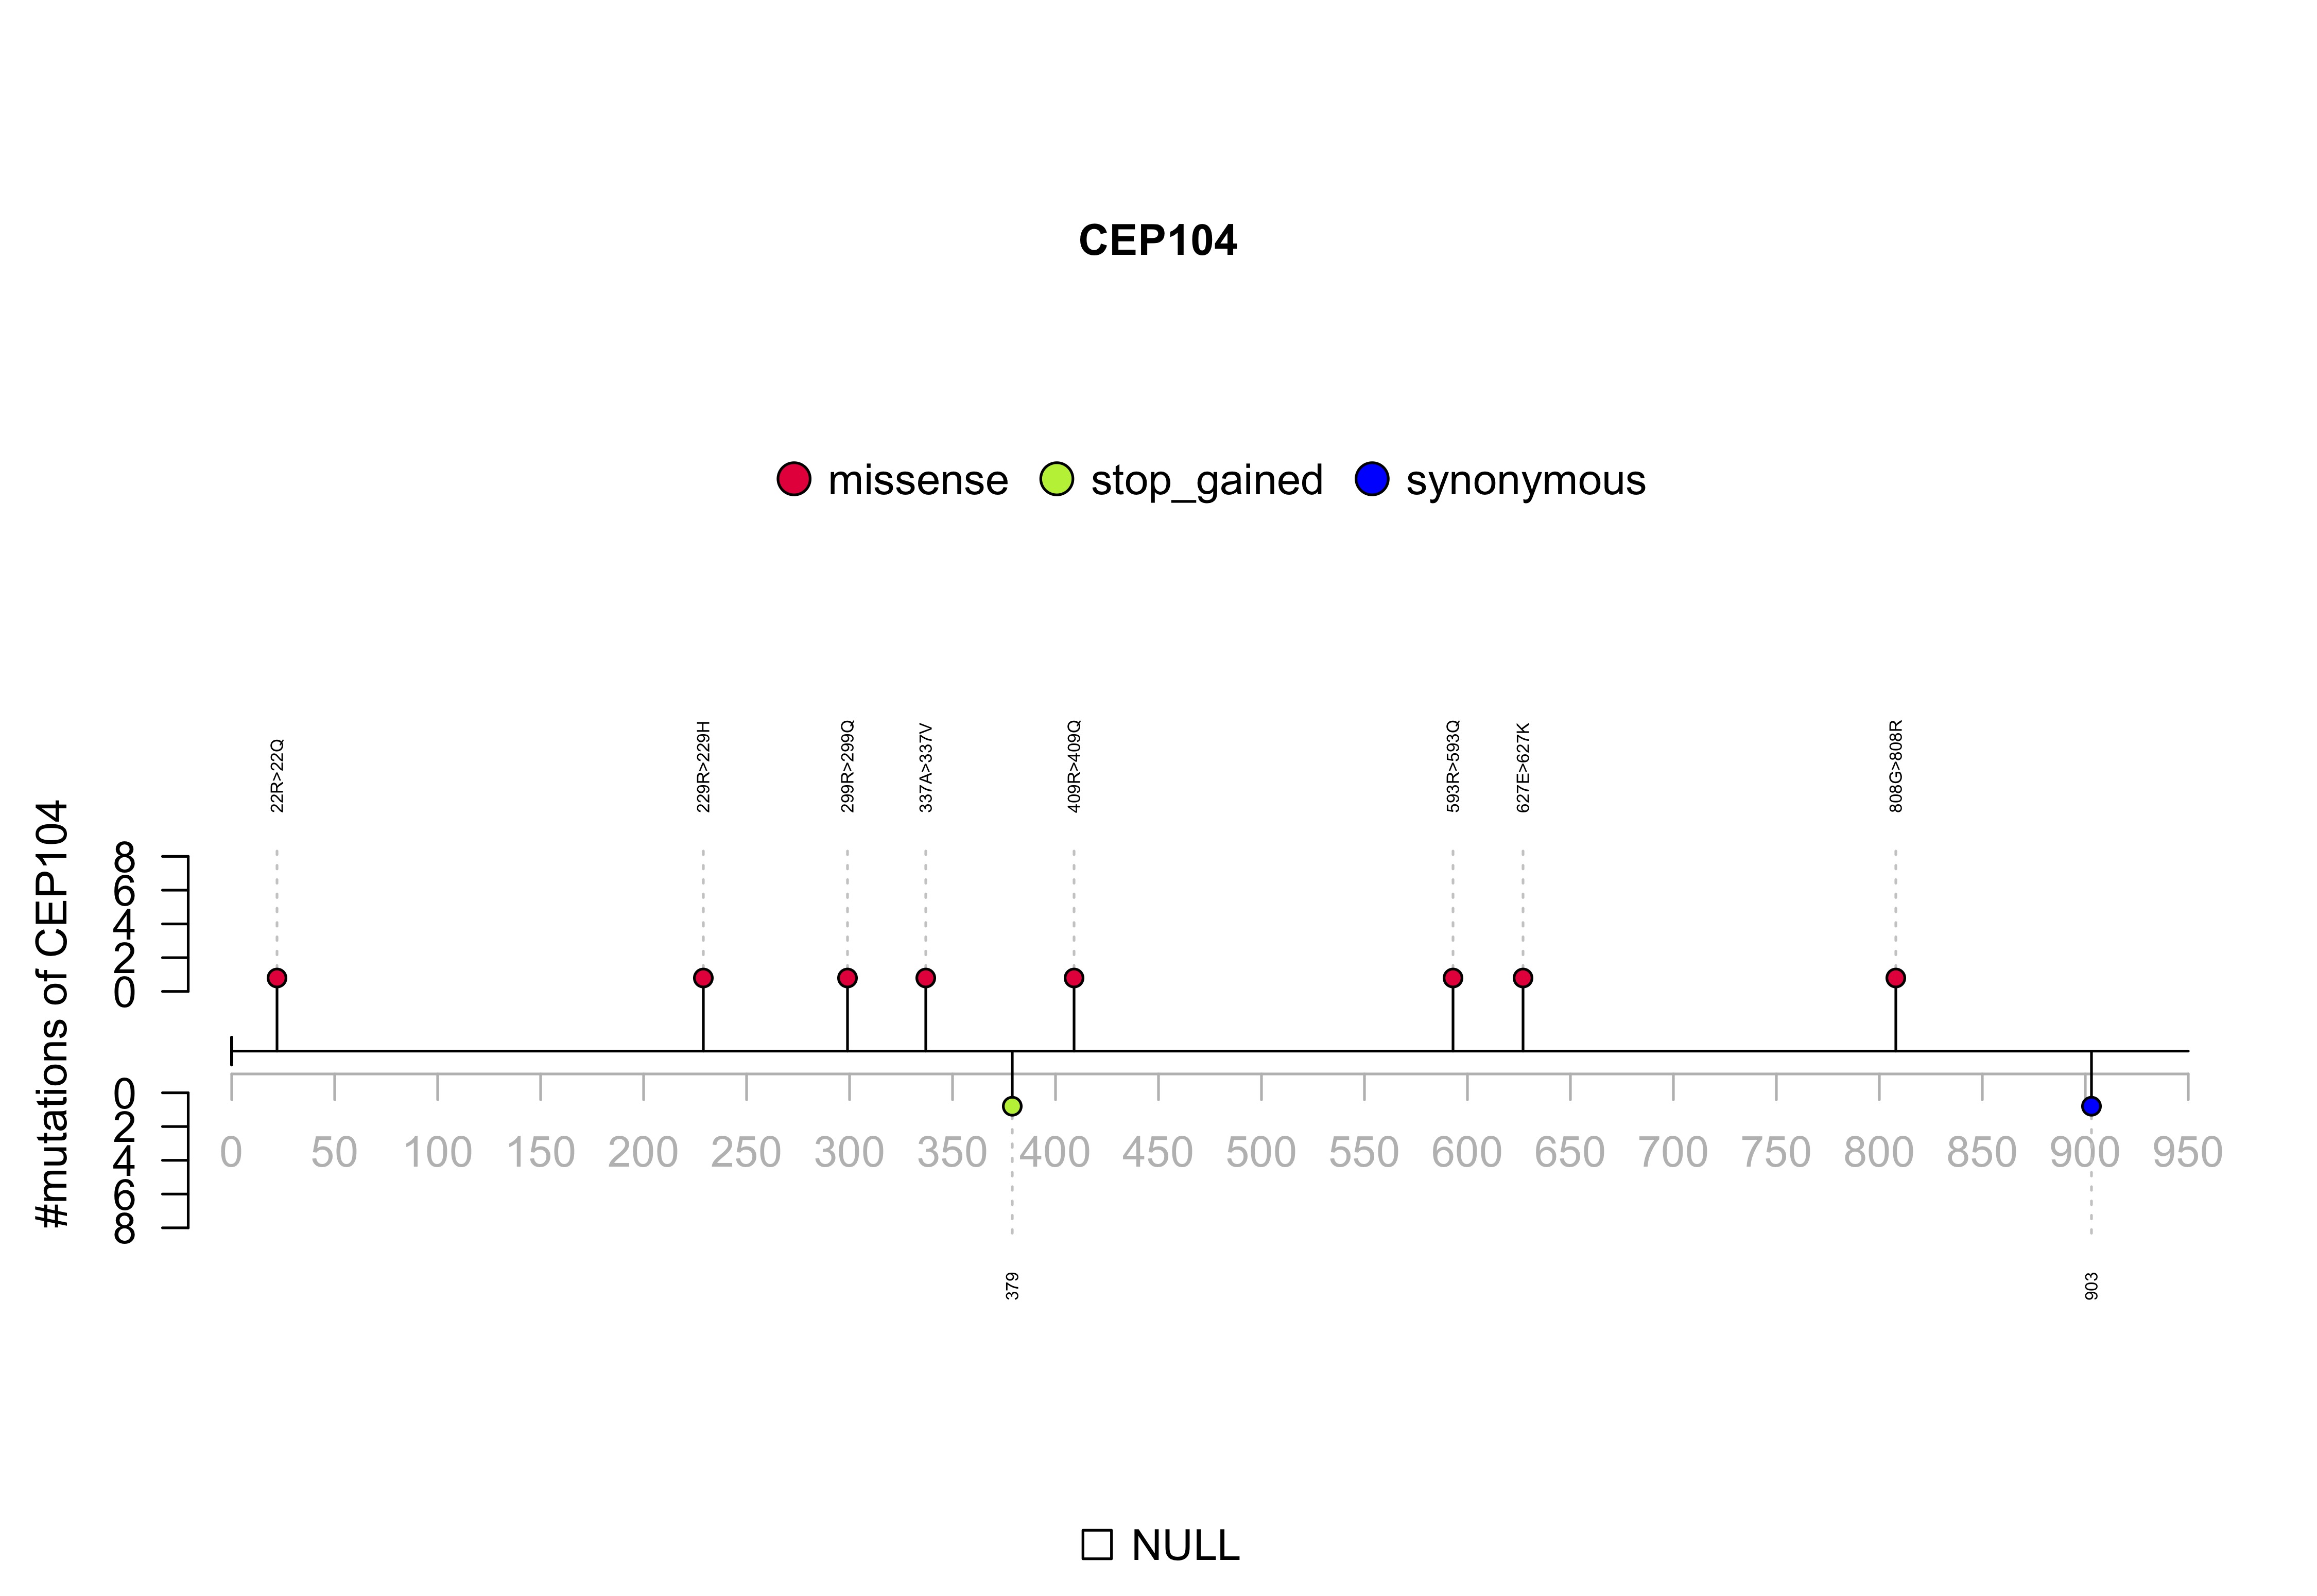 CEP104
missense stop_gained synonymous
22R>22Q
229R>229H
299R>299Q
337A>337V
409R>409Q
593R>593Q
627E>627K
808G>808R
#mutations of CEP104
8
6
4
2
0
0
2
4
6
8
0 50 100 150 200 250 300 350 400 450 500 550 600 650 700 750 800 850 900 950
379
903
NULL